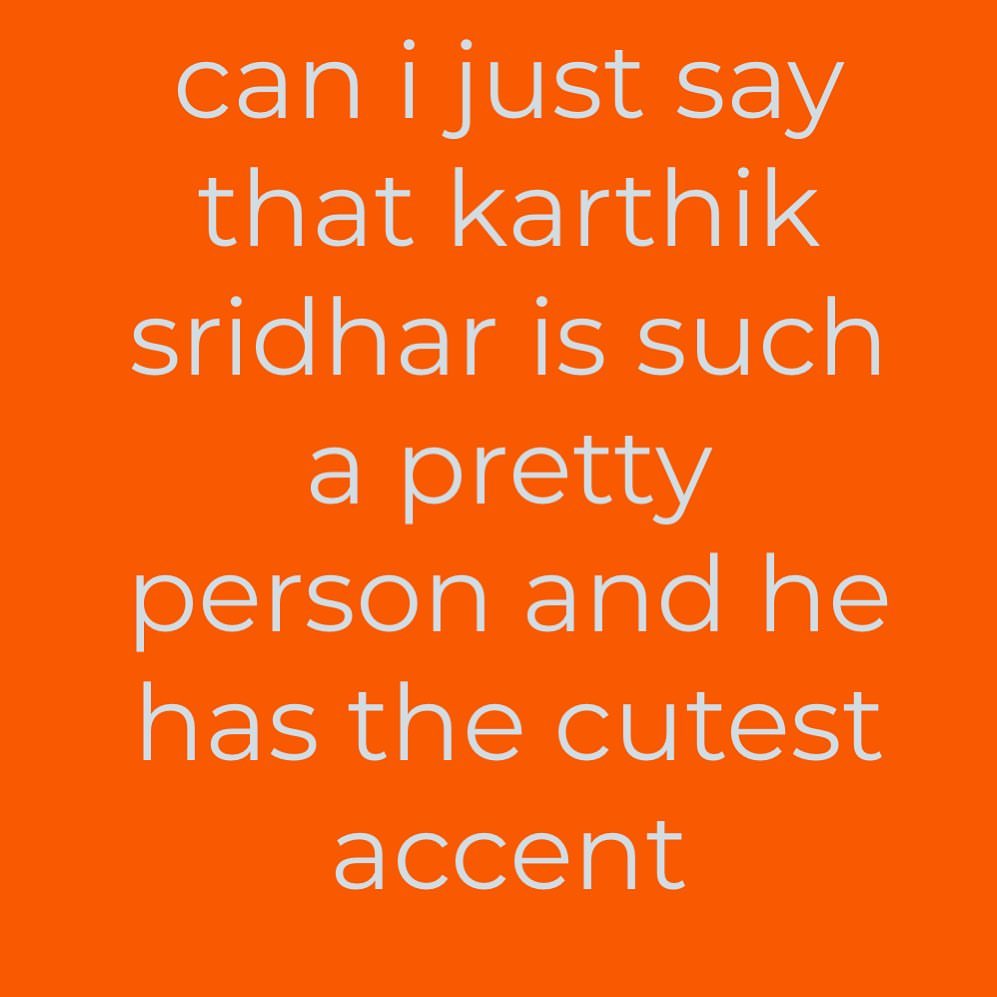 can i just say
that karthik
sridhar is such
a pretty
person and he
has the cutest
accent